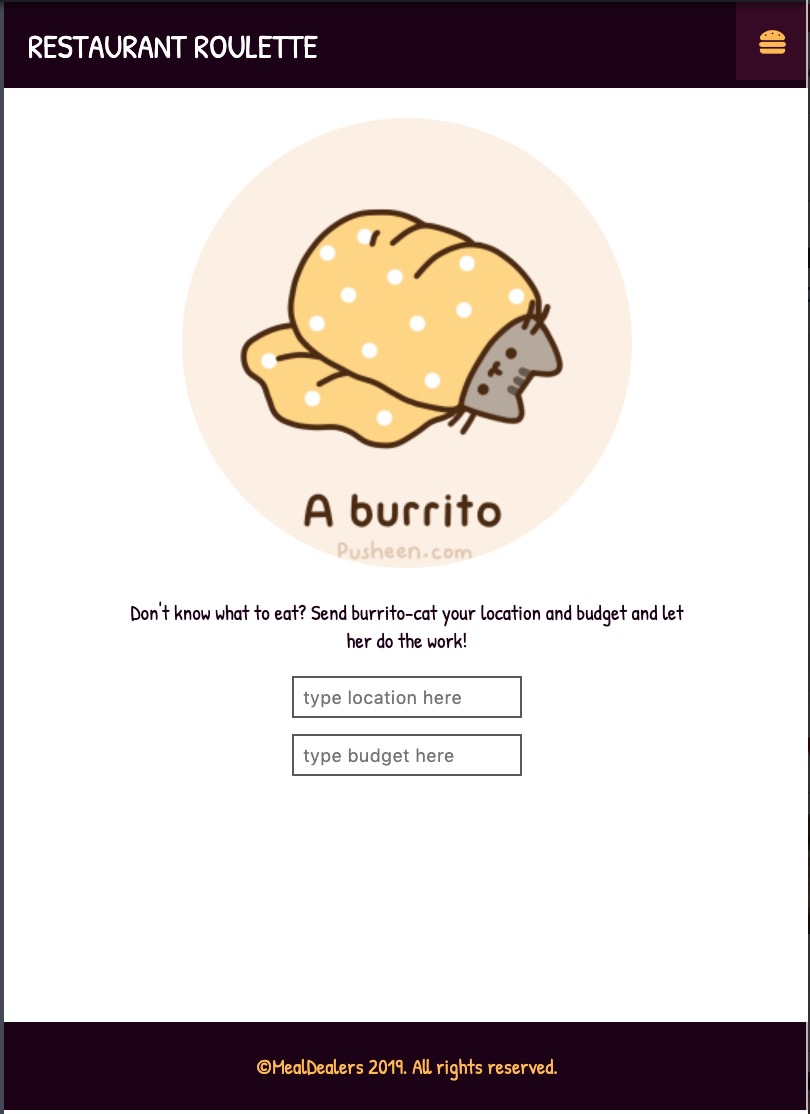 RESTAURANT ROULETTE
A burrito
Pusheen.com
Don't know what to eat? Send burrito-cat your location and budget and let
her do the work!
type location here
type budget here
©MealDealers 2019. All rights reserved.